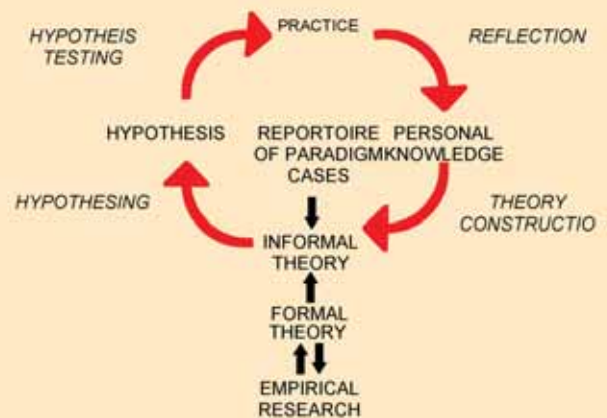 PRACTICE
HYPOTHEIS
TESTING
REFLECTION
HYPOTHESIS
REPORTOIRE
OF PARADIGM
CASES
PERSONAL
KNOWLEDGE
HYPOTHESING
THEORY
CONSTRUCTIO
INFORMAL
THEORY
FORMAL
THEORY
EMPIRICAL
RESEARCH